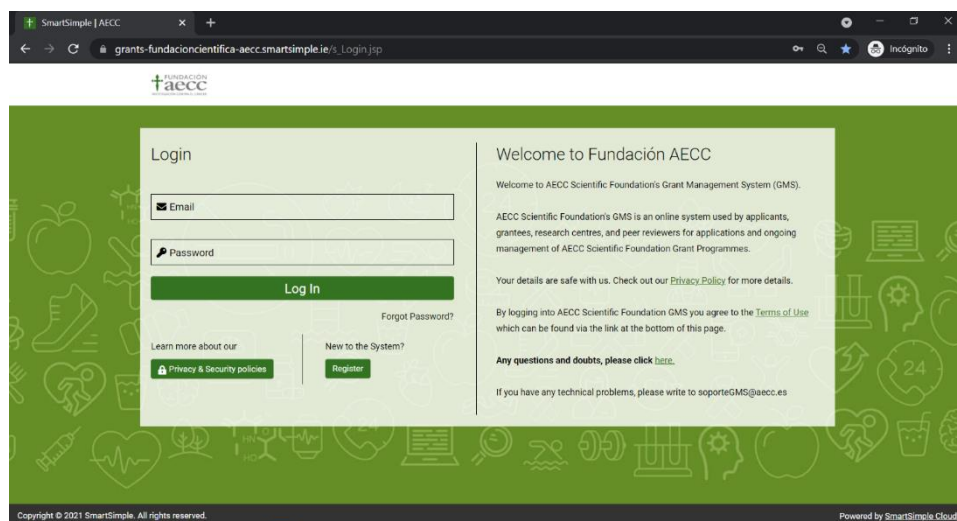 SmartSimple | AECC
grants-fundacioncientifica-aecc.smartsimple.ie/s_Login.jsp
Incógnito
FUNDACIÓN
aecc
Login
Email
Password
Log In
Forgot Password?
Learn more about our
Privacy & Security policies
New to the System?
Register
Welcome to Fundación AECC
Welcome to AECC Scientific Foundation's Grant Management System (GMS).
AECC Scientific Foundation's GMS is an online system used by applicants,
grantees, research centres, and peer reviewers for applications and ongoing
management of AECC Scientific Foundation Grant Programmes.
Your details are safe with us. Check out our Privacy Policy for more details.
By logging into AECC Scientific Foundation GMS you agree to the Terms of Use
which can be found via the link at the bottom of this page.
Any questions and doubts, please click here.
If you have any technical problems, please write to soporteGMS@aecc.es
24
Copyright © 2021 SmartSimple. All rights reserved.
Powered by SmartSimple Cloud